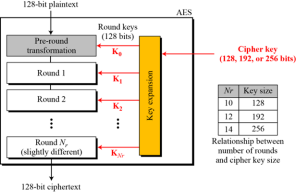 128-bit plaintext
AES
Round keys
(128 bits)
Pre-round
transformation
K0
Cipher key
(128, 192, or 256 bits)
Round 1
K1
Key expansion
Round 2
K2
Nr Key size
10 128
12 192
14 256
Round Nr
(slightly different)
KNr
Relationship between
number of rounds
and cipher key size
128-bit ciphertext